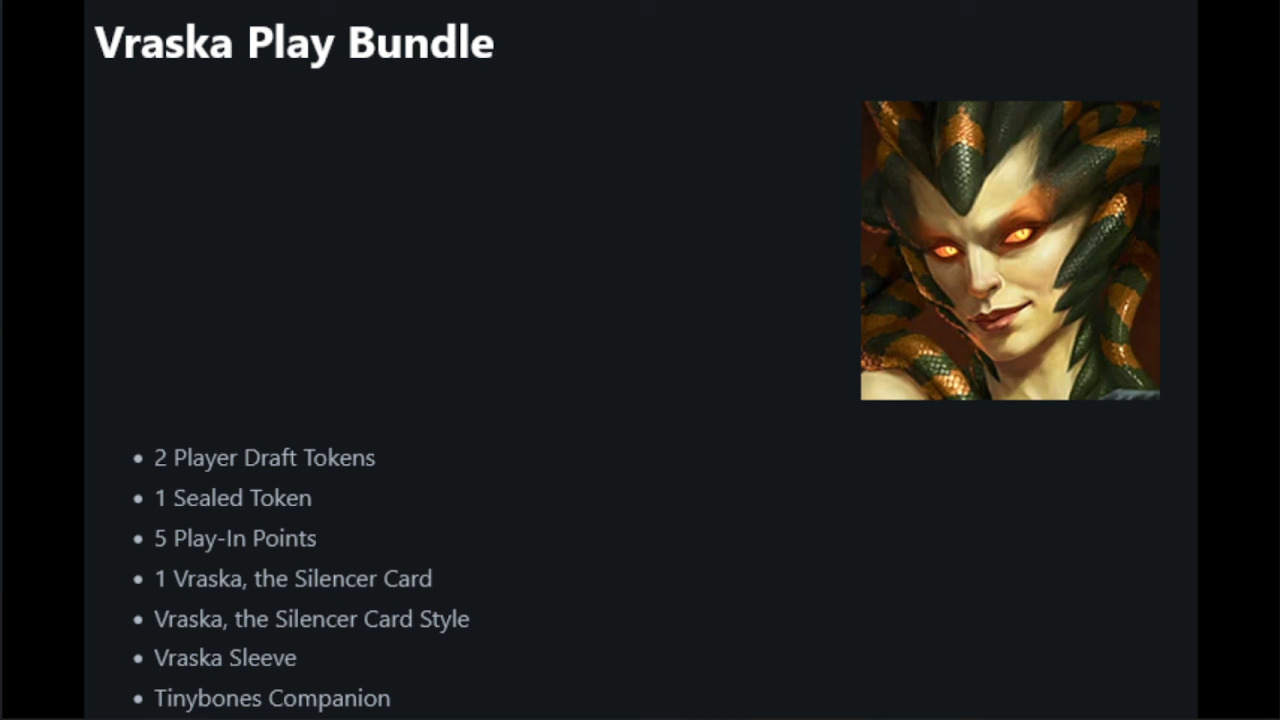 Vraska Play Bundle
• 2 Player Draft Tokens
• 1 Sealed Token
• 5 Play-In Points
• 1 Vraska, the Silencer Card
• Vraska, the Silencer Card Style
• Vraska Sleeve
• Tinybones Companion